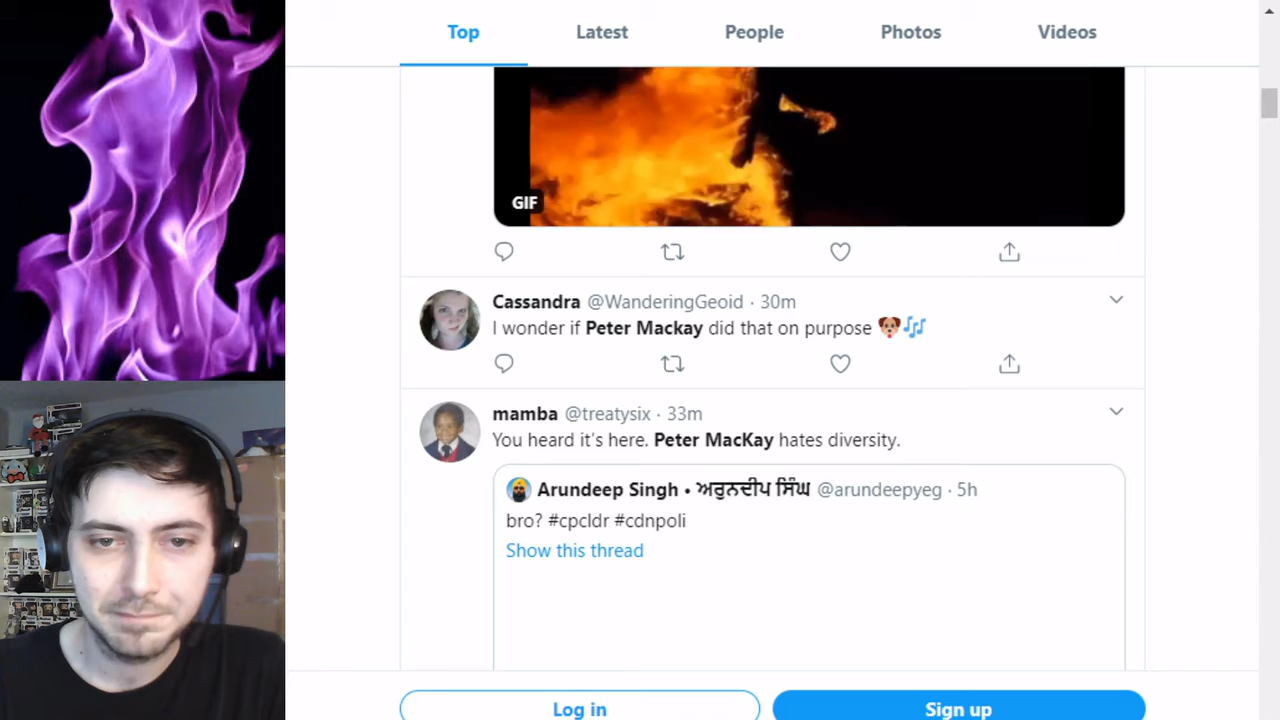 Top Latest People Photos Videos
GIF
Cassandra @WanderingGeoid · 30m
I wonder if Peter Mackay did that on purpose 🐶🎶
mamba @treatysix · 33m
You heard it's here. Peter MacKay hates diversity.
Arundeep Singh • ਅਰੁਨਦੀਪ ਸਿੰਘ @arundeepyeg · 5h
bro? #cpcldr #cdnpoli
Show this thread
Log in Sign up